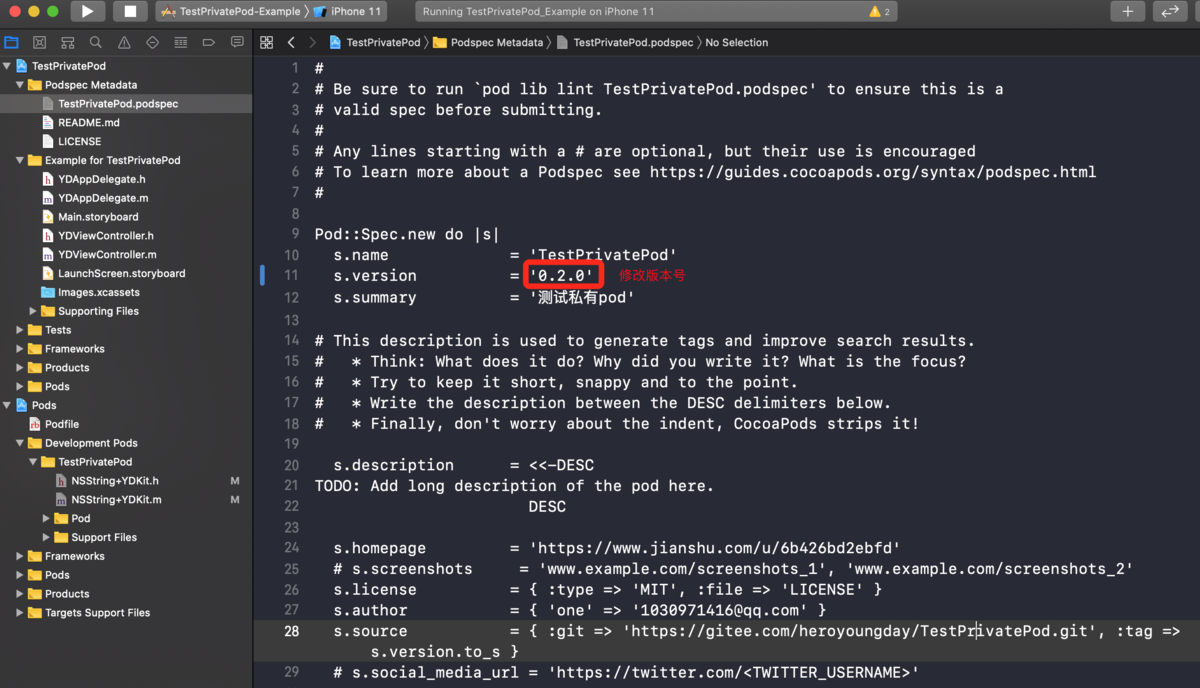 TestPrivatePod-Example 〉 iPhone 11
Running TestPrivatePod_Example on iPhone 11
2
TestPrivatePod 〉 Podspec Metadata 〉 TestPrivatePod.podspec 〉 No Selection
TestPrivatePod
Podspec Metadata
TestPrivatePod.podspec
README.md
LICENSE
Example for TestPrivatePod
YDAppDelegate.h
YDAppDelegate.m
Main.storyboard
YDViewController.h
YDViewController.m
LaunchScreen.storyboard
Images.xcassets
Supporting Files
Tests
Frameworks
Products
Pods
Pods
Podfile
Development Pods
TestPrivatePod
NSString+YDKit.h M
NSString+YDKit.m M
Pod
Support Files
Frameworks
Pods
Products
Targets Support Files
1 #
2 # Be sure to run `pod lib lint TestPrivatePod.podspec' to ensure this is a
3 # valid spec before submitting.
4 #
5 # Any lines starting with a # are optional, but their use is encouraged
6 # To learn more about a Podspec see https://guides.cocoapods.org/syntax/podspec.html
7 #
8
9 Pod::Spec.new do |s|
10 s.name = 'TestPrivatePod'
11 s.version = '0.2.0' 修改版本号
12 s.summary = '测试私有pod'
13
14 # This description is used to generate tags and improve search results.
15 # * Think: What does it do? Why did you write it? What is the focus?
16 # * Try to keep it short, snappy and to the point.
17 # * Write the description between the DESC delimiters below.
18 # * Finally, don't worry about the indent, CocoaPods strips it!
19
20 s.description = <<-DESC
21 TODO: Add long description of the pod here.
22 DESC
23
24 s.homepage = 'https://www.jianshu.com/u/6b426bd2ebfd'
25 # s.screenshots = 'www.example.com/screenshots_1', 'www.example.com/screenshots_2'
26 s.license = { :type => 'MIT', :file => 'LICENSE' }
27 s.author = { 'one' => '1030971416@qq.com' }
28 s.source = { :git => 'https://gitee.com/heroyoungday/TestPrivatePod.git', :tag =>
s.version.to_s }
29 # s.social_media_url = 'https://twitter.com/<TWITTER_USERNAME>'